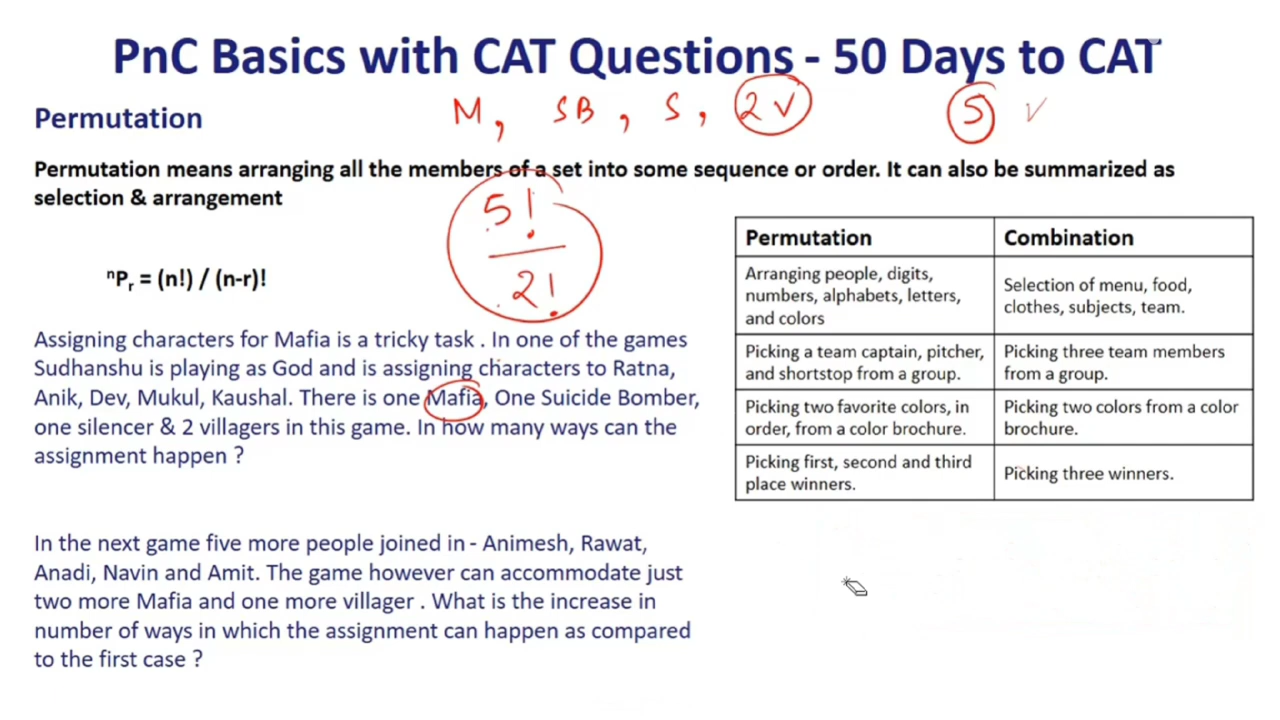 PnC Basics with CAT Questions - 50 Days to CAT
Permutation
M, SB, S, 2V 5 V
Permutation means arranging all the members of a set into some sequence or order. It can also be summarized as
selection & arrangement
5!
2!
ⁿPᵣ = (n!) / (n-r)!
Assigning characters for Mafia is a tricky task . In one of the games
Sudhanshu is playing as God and is assigning characters to Ratna,
Anik, Dev, Mukul, Kaushal. There is one Mafia, One Suicide Bomber,
one silencer & 2 villagers in this game. In how many ways can the
assignment happen ?
In the next game five more people joined in - Animesh, Rawat,
Anadi, Navin and Amit. The game however can accommodate just
two more Mafia and one more villager . What is the increase in
number of ways in which the assignment can happen as compared
to the first case ?
Permutation Combination
Arranging people, digits,
numbers, alphabets, letters,
and colors
Selection of menu, food,
clothes, subjects, team.
Picking a team captain, pitcher,
and shortstop from a group.
Picking three team members
from a group.
Picking two favorite colors, in
order, from a color brochure.
Picking two colors from a color
brochure.
Picking first, second and third
place winners.
Picking three winners.